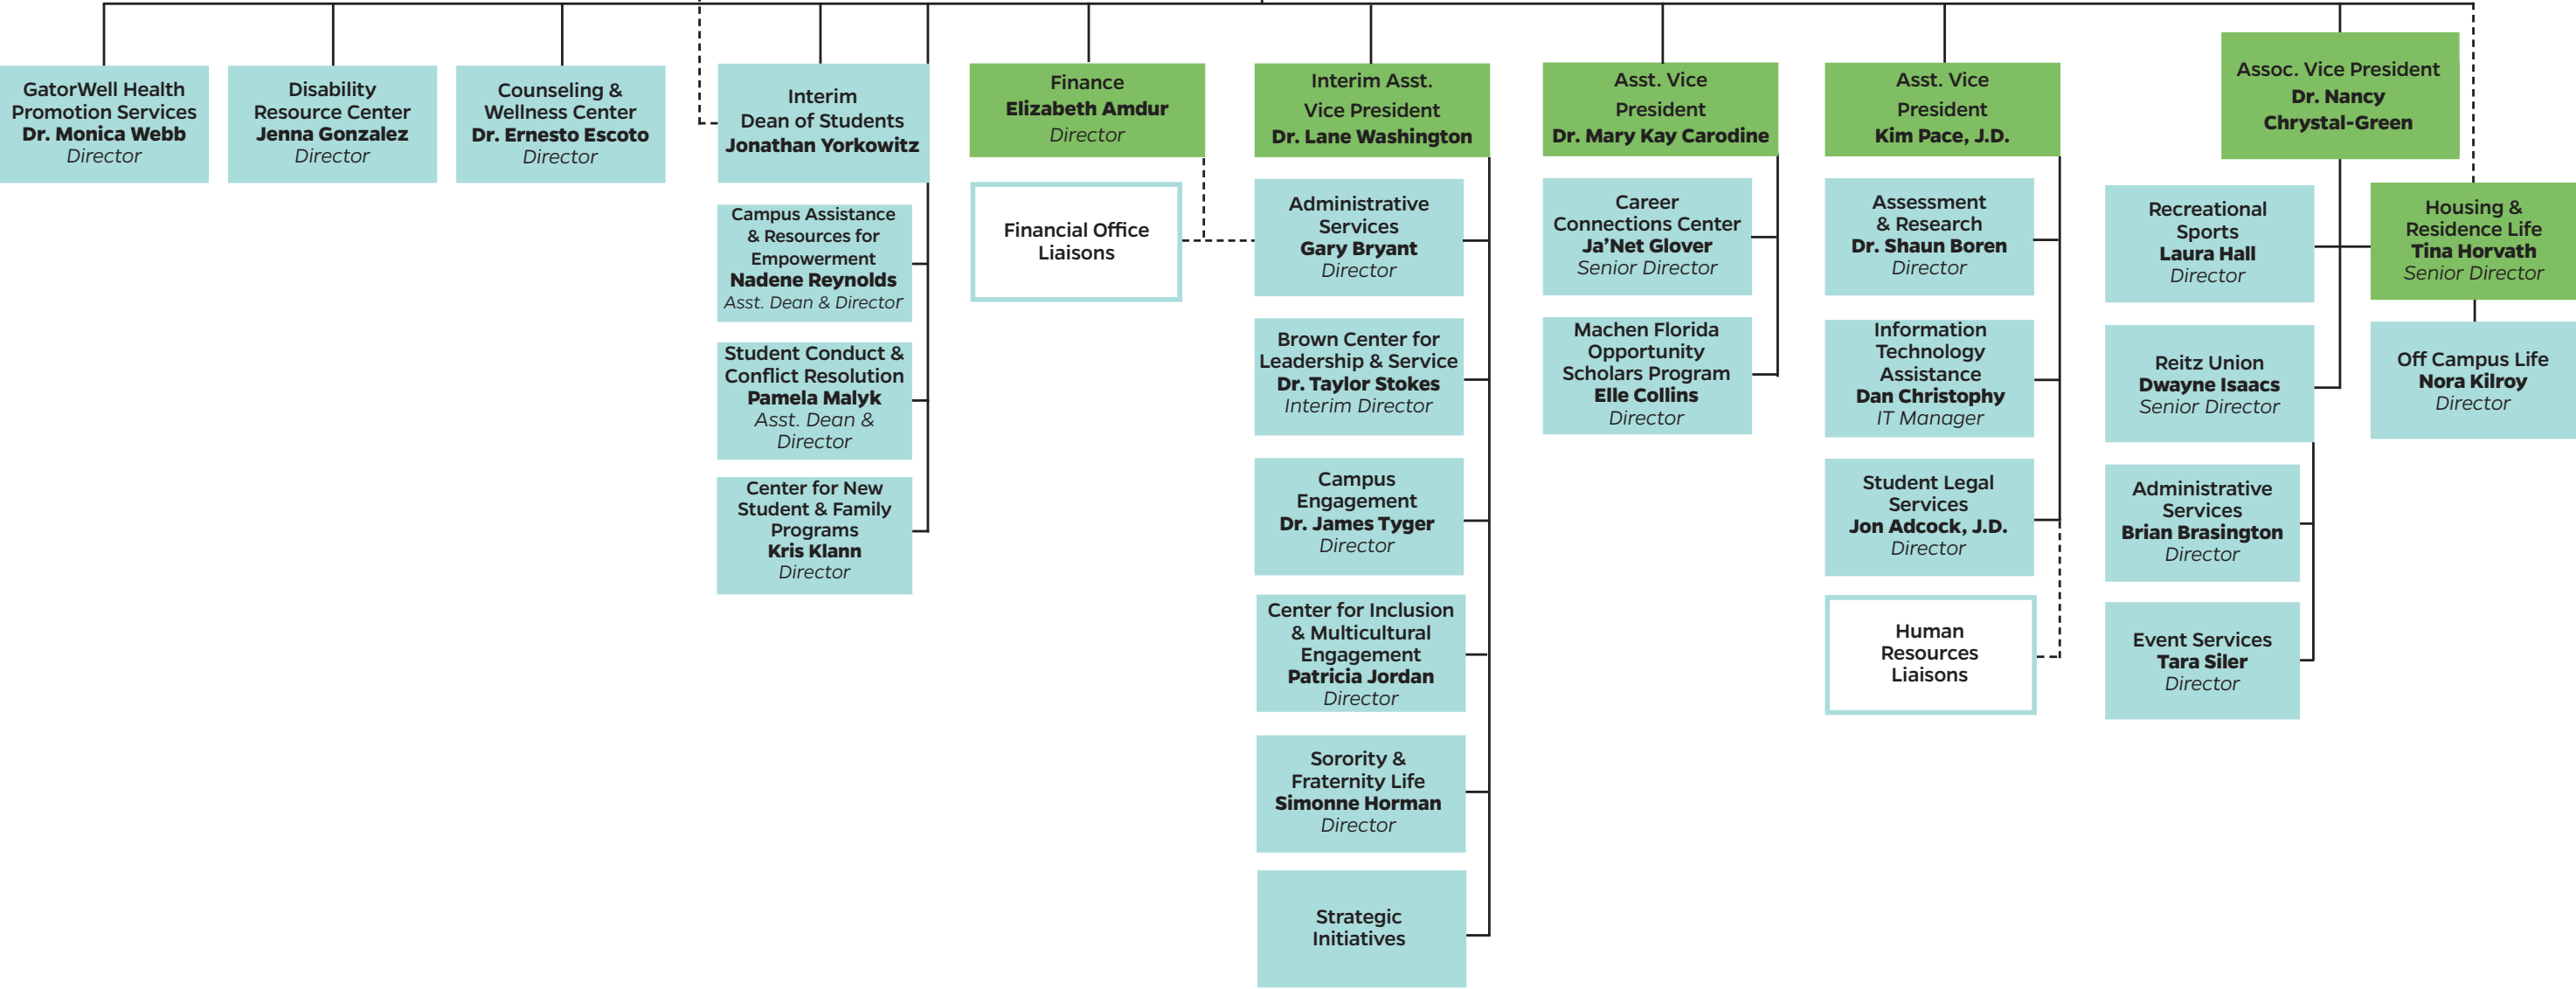 GatorWell Health
Promotion Services
Dr. Monica Webb
Director
Disability
Resource Center
Jenna Gonzalez
Director
Counseling &
Wellness Center
Dr. Ernesto Escoto
Director
Interim
Dean of Students
Jonathan Yorkowitz
Campus Assistance
& Resources for
Empowerment
Nadene Reynolds
Asst. Dean & Director
Student Conduct &
Conflict Resolution
Pamela Malyk
Asst. Dean &
Director
Center for New
Student & Family
Programs
Kris Klann
Director
Finance
Elizabeth Amdur
Director
Financial Office
Liaisons
Interim Asst.
Vice President
Dr. Lane Washington
Administrative
Services
Gary Bryant
Director
Brown Center for
Leadership & Service
Dr. Taylor Stokes
Interim Director
Campus
Engagement
Dr. James Tyger
Director
Center for Inclusion
& Multicultural
Engagement
Patricia Jordan
Director
Sorority &
Fraternity Life
Simonne Horman
Director
Strategic
Initiatives
Asst. Vice
President
Dr. Mary Kay Carodine
Career
Connections Center
Ja’Net Glover
Senior Director
Machen Florida
Opportunity
Scholars Program
Elle Collins
Director
Asst. Vice
President
Kim Pace, J.D.
Assessment
& Research
Dr. Shaun Boren
Director
Information
Technology
Assistance
Dan Christophy
IT Manager
Student Legal
Services
Jon Adcock, J.D.
Director
Human
Resources
Liaisons
Assoc. Vice President
Dr. Nancy
Chrystal-Green
Recreational
Sports
Laura Hall
Director
Reitz Union
Dwayne Isaacs
Senior Director
Administrative
Services
Brian Brasington
Director
Event Services
Tara Siler
Director
Housing &
Residence Life
Tina Horvath
Senior Director
Off Campus Life
Nora Kilroy
Director